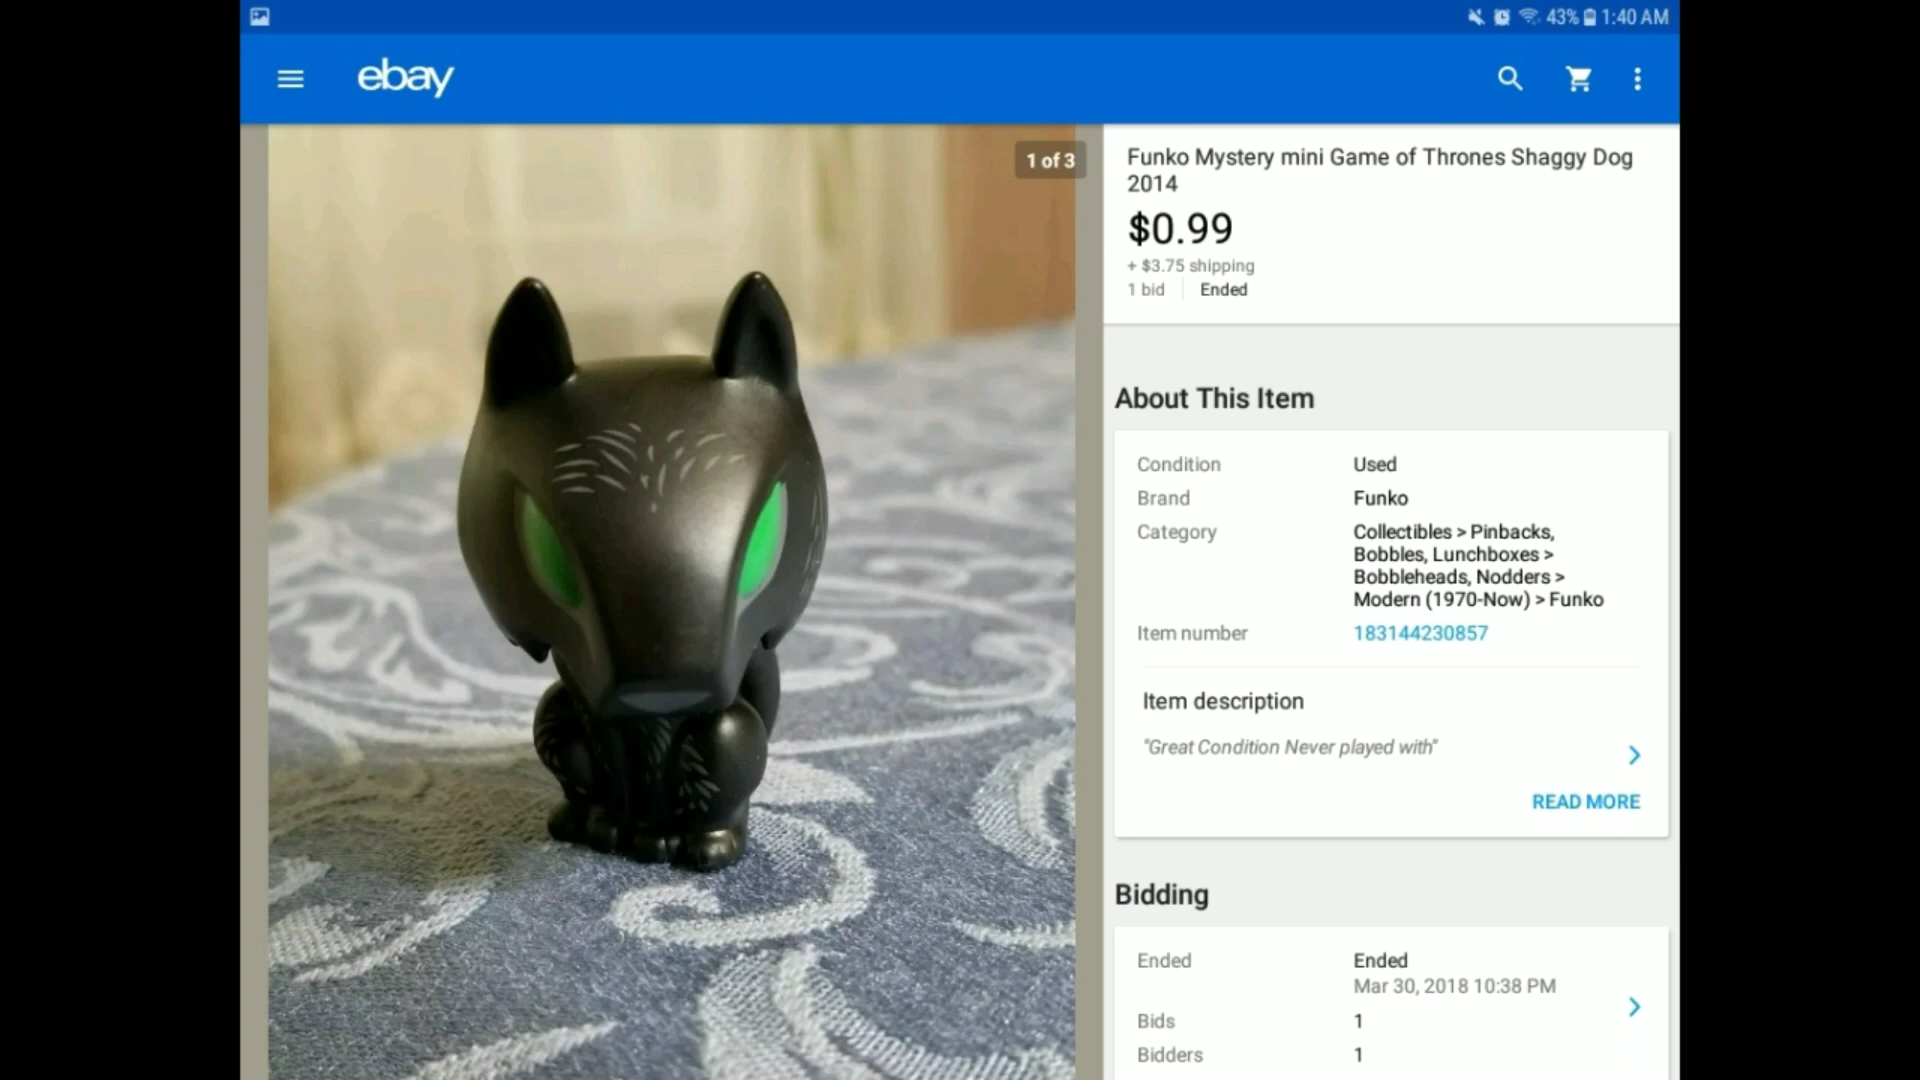 43% 1:40 AM
ebay
1 of 3
Funko Mystery mini Game of Thrones Shaggy Dog
2014
$0.99
+ $3.75 shipping
1 bid
Ended
About This Item
Condition Used
Brand Funko
Category Collectibles > Pinbacks,
Bobbles, Lunchboxes >
Bobbleheads, Nodders >
Modern (1970-Now) > Funko
Item number 183144230857
Item description
"Great Condition Never played with"
READ MORE
Bidding
Ended Ended
Mar 30, 2018 10:38 PM
Bids 1
Bidders 1